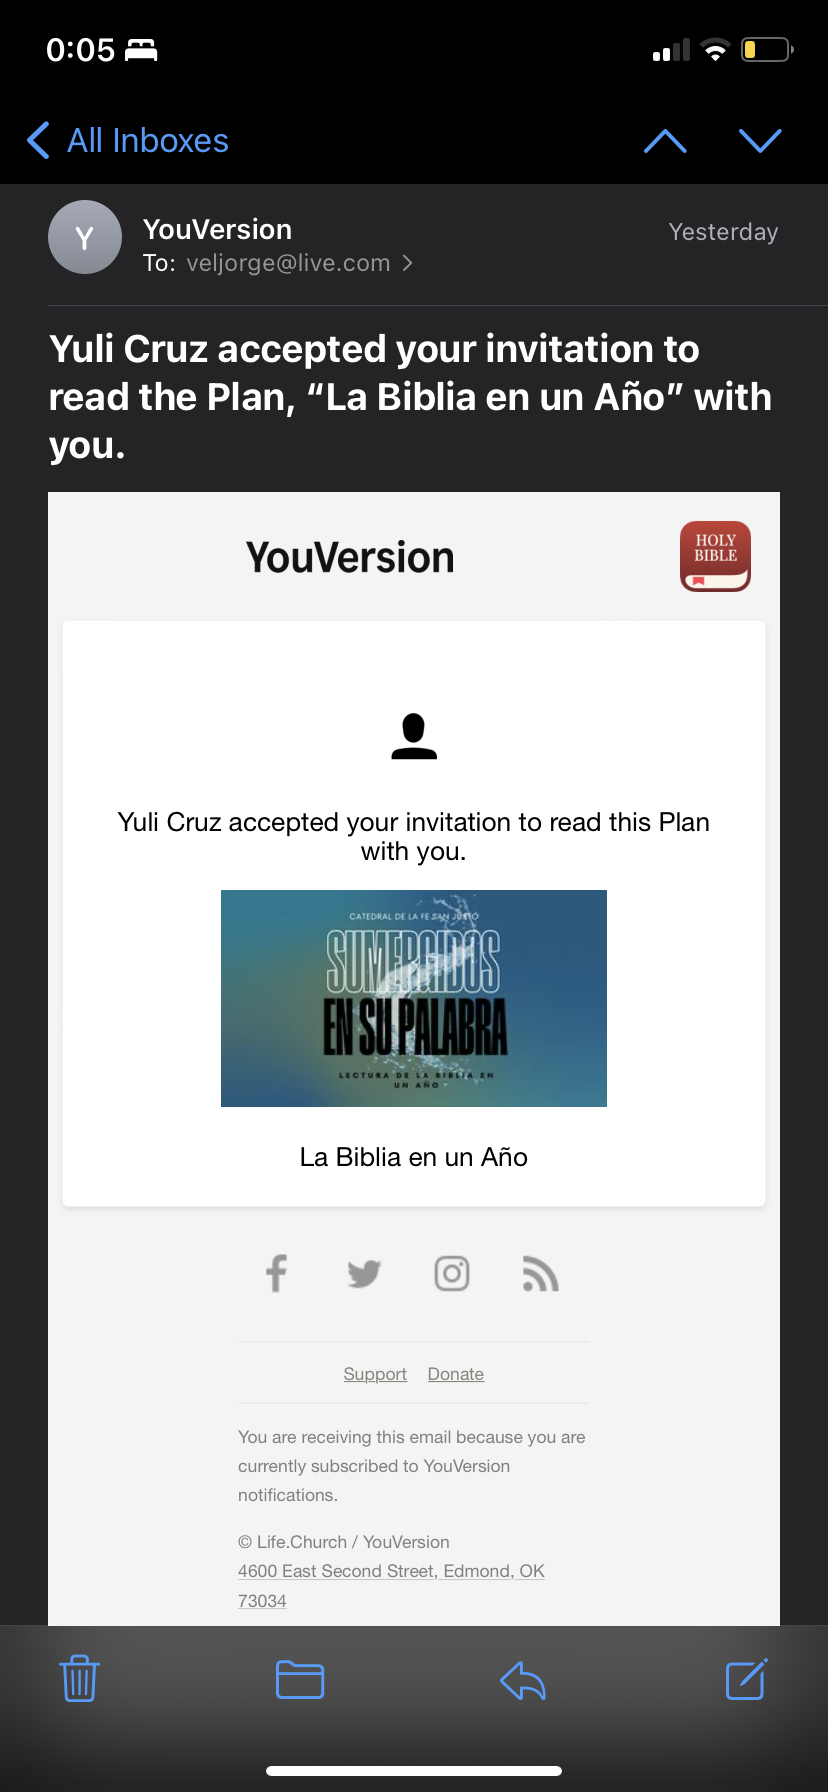 0:05
All Inboxes
Y
YouVersion
Yesterday
To: veljorge@live.com
Yuli Cruz accepted your invitation to
read the Plan, “La Biblia en un Año” with
you.
YouVersion
HOLY
BIBLE
Yuli Cruz accepted your invitation to read this Plan
with you.
CATEDRAL DE LA FE SAN JUSTO
SUMERGIDOS
EN SU PALABRA
LECTURA DE LA BIBLIA EN
UN AÑO
La Biblia en un Año
Support Donate
You are receiving this email because you are
currently subscribed to YouVersion
notifications.
© Life.Church / YouVersion
4600 East Second Street, Edmond, OK
73034